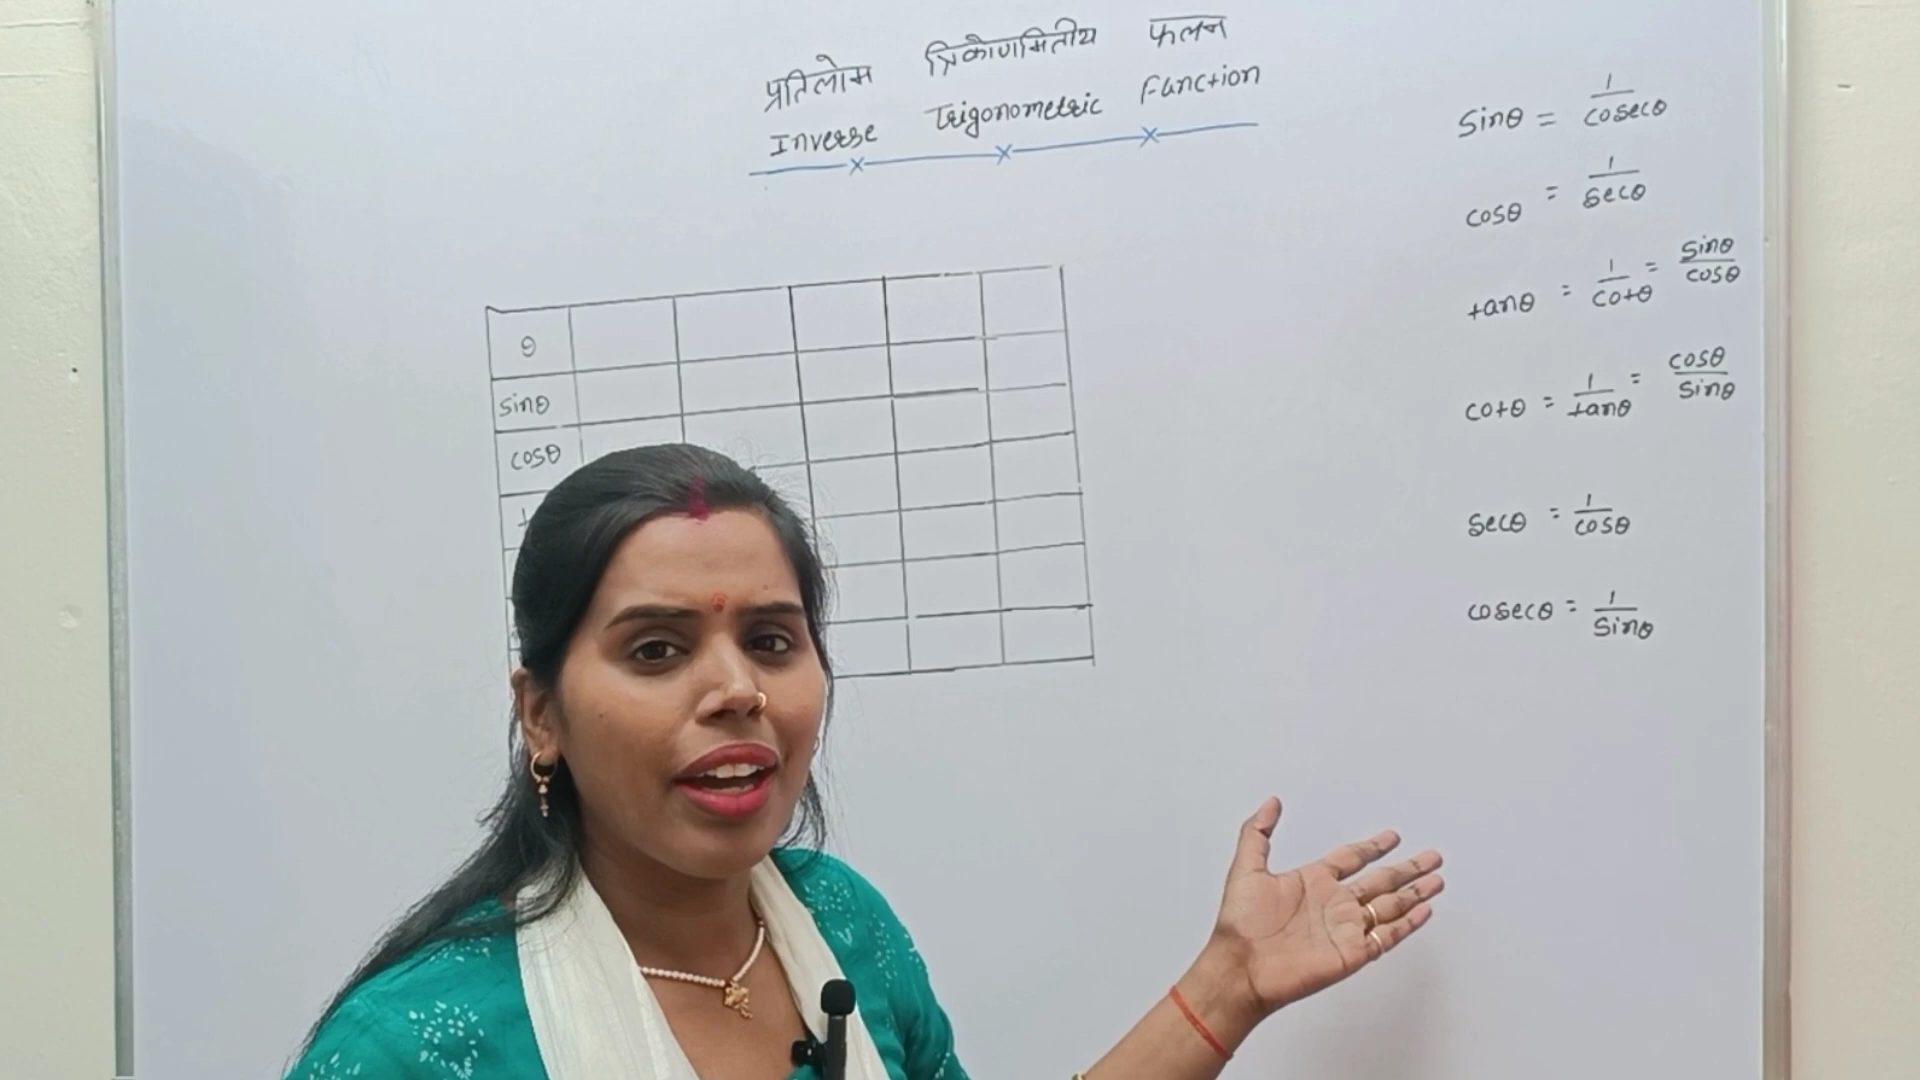 प्रतिलोम त्रिकोणमितीय फलन
Inverse Trigonometric Function
θ
sinθ
cosθ
sinθ = 1/cosecθ
cosθ = 1/secθ
tanθ = 1/cotθ = sinθ/cosθ
cotθ = 1/tanθ = cosθ/sinθ
secθ = 1/cosθ
cosecθ = 1/sinθ